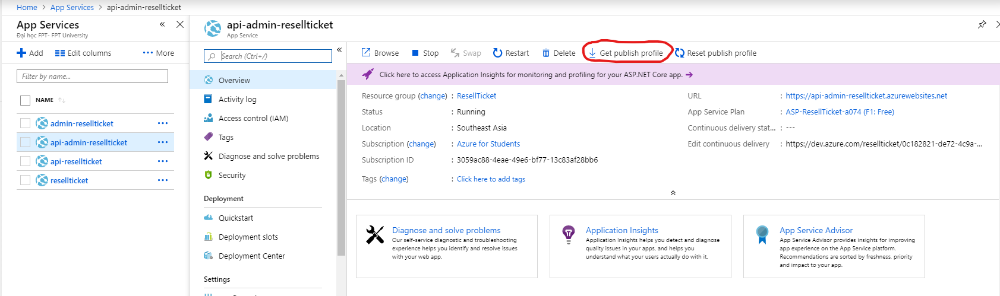 Home > App Services > api-admin-resellticket
App Services
Đại học FPT- FPT University
Add Edit columns ··· More
Filter by name...
NAME
admin-resellticket
api-admin-resellticket
api-resellticket
resellticket
api-admin-resellticket
App Service
Search (Ctrl+/)
Overview
Activity log
Access control (IAM)
Tags
Diagnose and solve problems
Security
Deployment
Quickstart
Deployment slots
Deployment Center
Settings
Browse Stop Swap Restart Delete Get publish profile Reset publish profile
Click here to access Application Insights for monitoring and profiling for your ASP.NET Core app.
Resource group (change) : ResellTicket
Status : Running
Location : Southeast Asia
Subscription (change) : Azure for Students
Subscription ID : 3059ac88-4eae-49e6-bf77-13c83af28bb6
Tags (change) : Click here to add tags
URL : https://api-admin-resellticket.azurewebsites.net
App Service Plan : ASP-ResellTicket-a074 (F1: Free)
Continuous delivery stat... : ---
Edit continuous delivery : https://dev.azure.com/resellticket/0c182821-de72-4c9a-...
Diagnose and solve problems
Our self-service diagnostic and troubleshooting
experience helps you identify and resolve issues
with your web app.
Application Insights
Application Insights helps you detect and diagnose
quality issues in your apps, and helps you
understand what your users actually do with it.
App Service Advisor
App Service Advisor provides insights for improving
app experience on the App Service platform.
Recommendations are sorted by freshness, priority
and impact to your app.